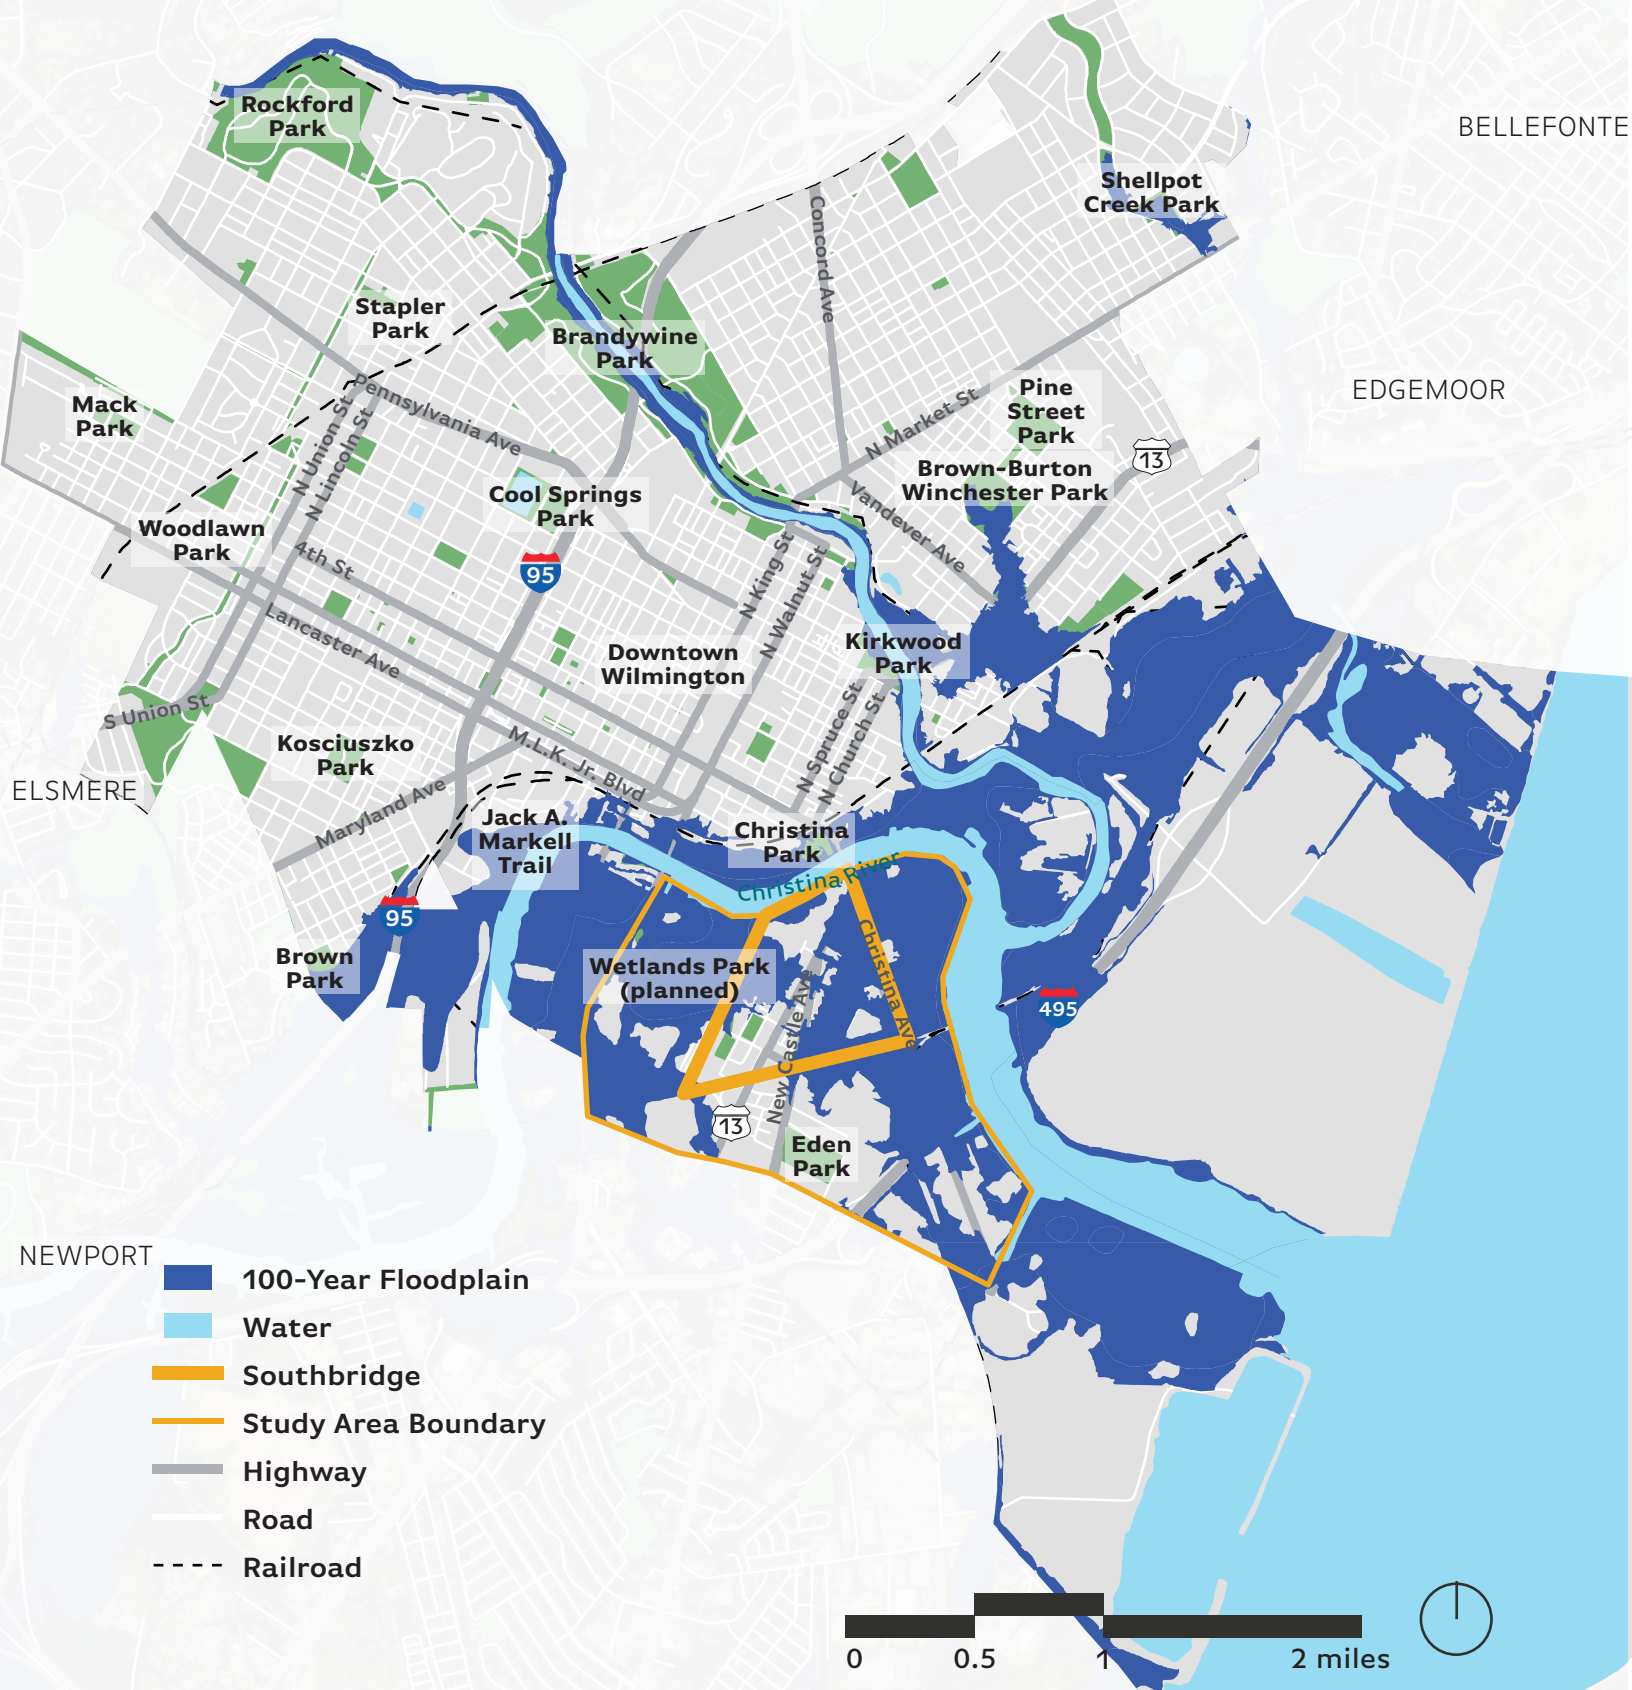 BELLEFONTE
Rockford
Park
Shellpot
Creek Park
Concord Ave
Stapler
Park
Brandywine
Park
EDGEMOOR
Mack
Park
Pennsylvania Ave
N Union St
N Lincoln St
N Market St
Pine
Street
Park
13
Brown-Burton
Winchester Park
Cool Springs
Park
Vandever Ave
Woodlawn
Park
4th St
95
N King St
N Walnut St
Lancaster Ave
Downtown
Wilmington
Kirkwood
Park
S Union St
N Spruce St
N Church St
Kosciuszko
Park
M.L.K. Jr. Blvd
ELSMERE
Maryland Ave
Jack A.
Markell
Trail
Christina
Park
Christina River
95
Brown
Park
Wetlands Park
(planned)
Christina Ave
New Castle Ave
495
13
Eden
Park
NEWPORT
100-Year Floodplain
Water
Southbridge
Study Area Boundary
Highway
Road
Railroad
0 0.5 1 2 miles